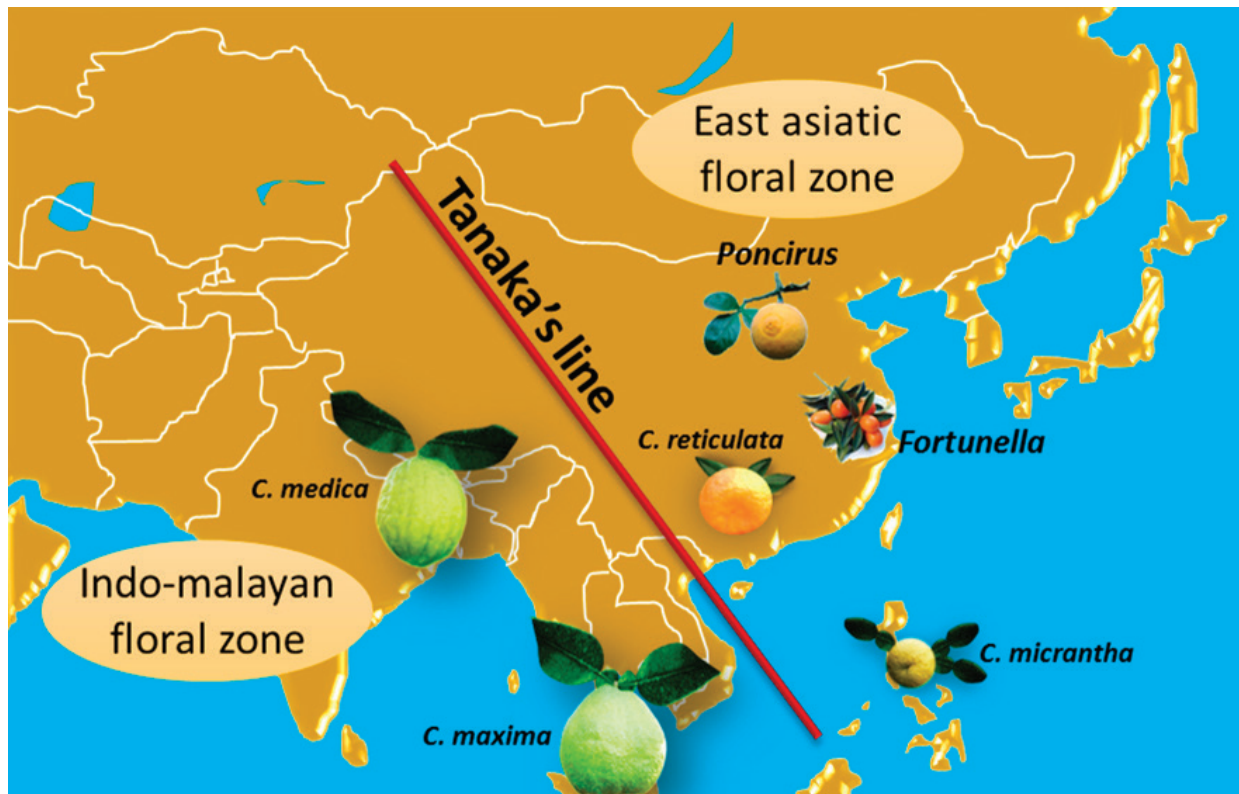 East asiatic
floral zone
Tanaka's line
Poncirus
C. reticulata
Fortunella
C. medica
Indo-malayan
floral zone
C. micrantha
C. maxima